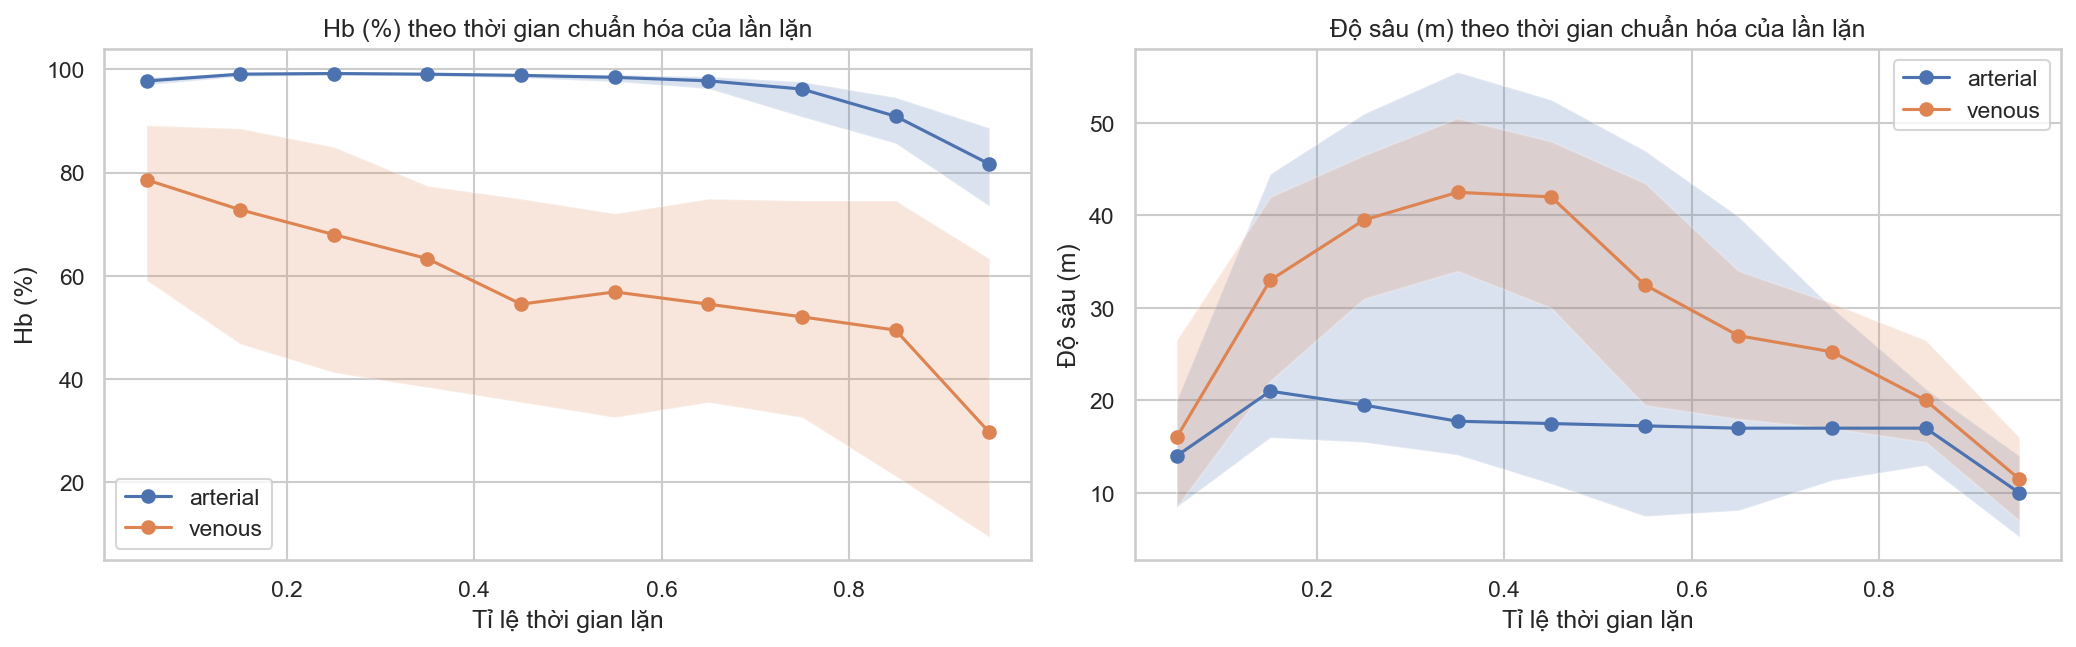 Hb (%) theo thời gian chuẩn hóa của lần lặn
Hb (%)
100
80
60
40
20
arterial
venous
0.2
0.4
0.6
0.8
Tỉ lệ thời gian lặn
Độ sâu (m) theo thời gian chuẩn hóa của lần lặn
Độ sâu (m)
50
40
30
20
10
arterial
venous
0.2
0.4
0.6
0.8
Tỉ lệ thời gian lặn